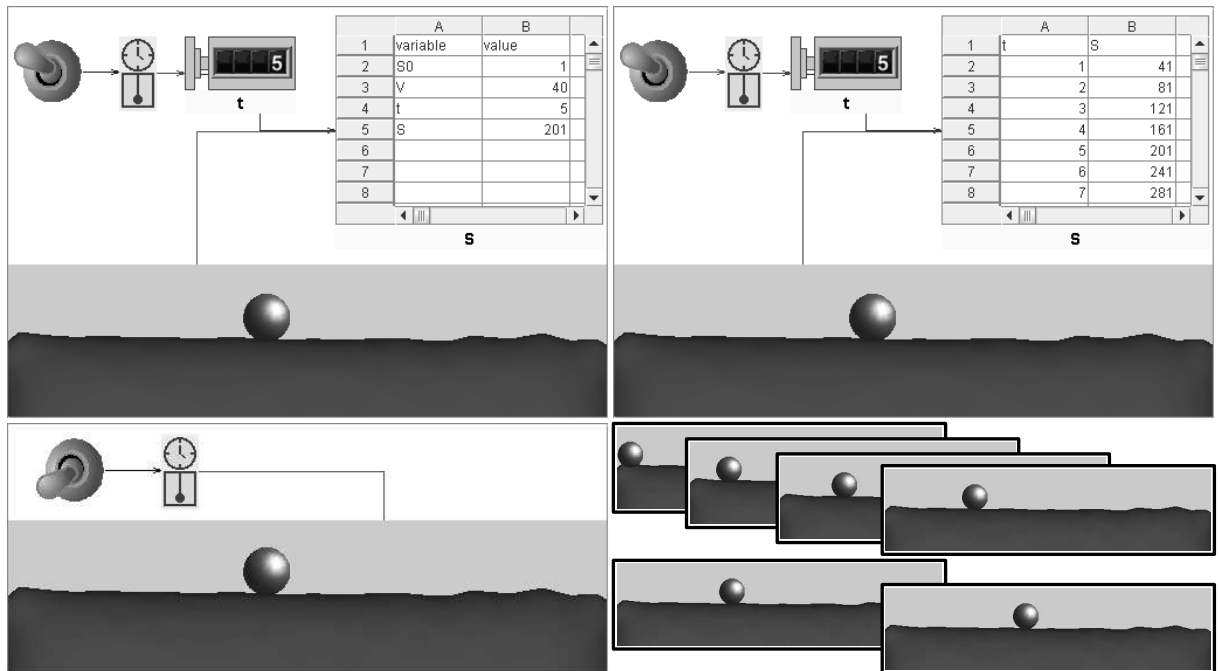 A B
1 variable value
2 S0 1
3 V 40
4 t 5
5 S 201
6
7
8
5
t
S
A B
1 t S
2 1 41
3 2 81
4 3 121
5 4 161
6 5 201
7 6 241
8 7 281
5
t
S